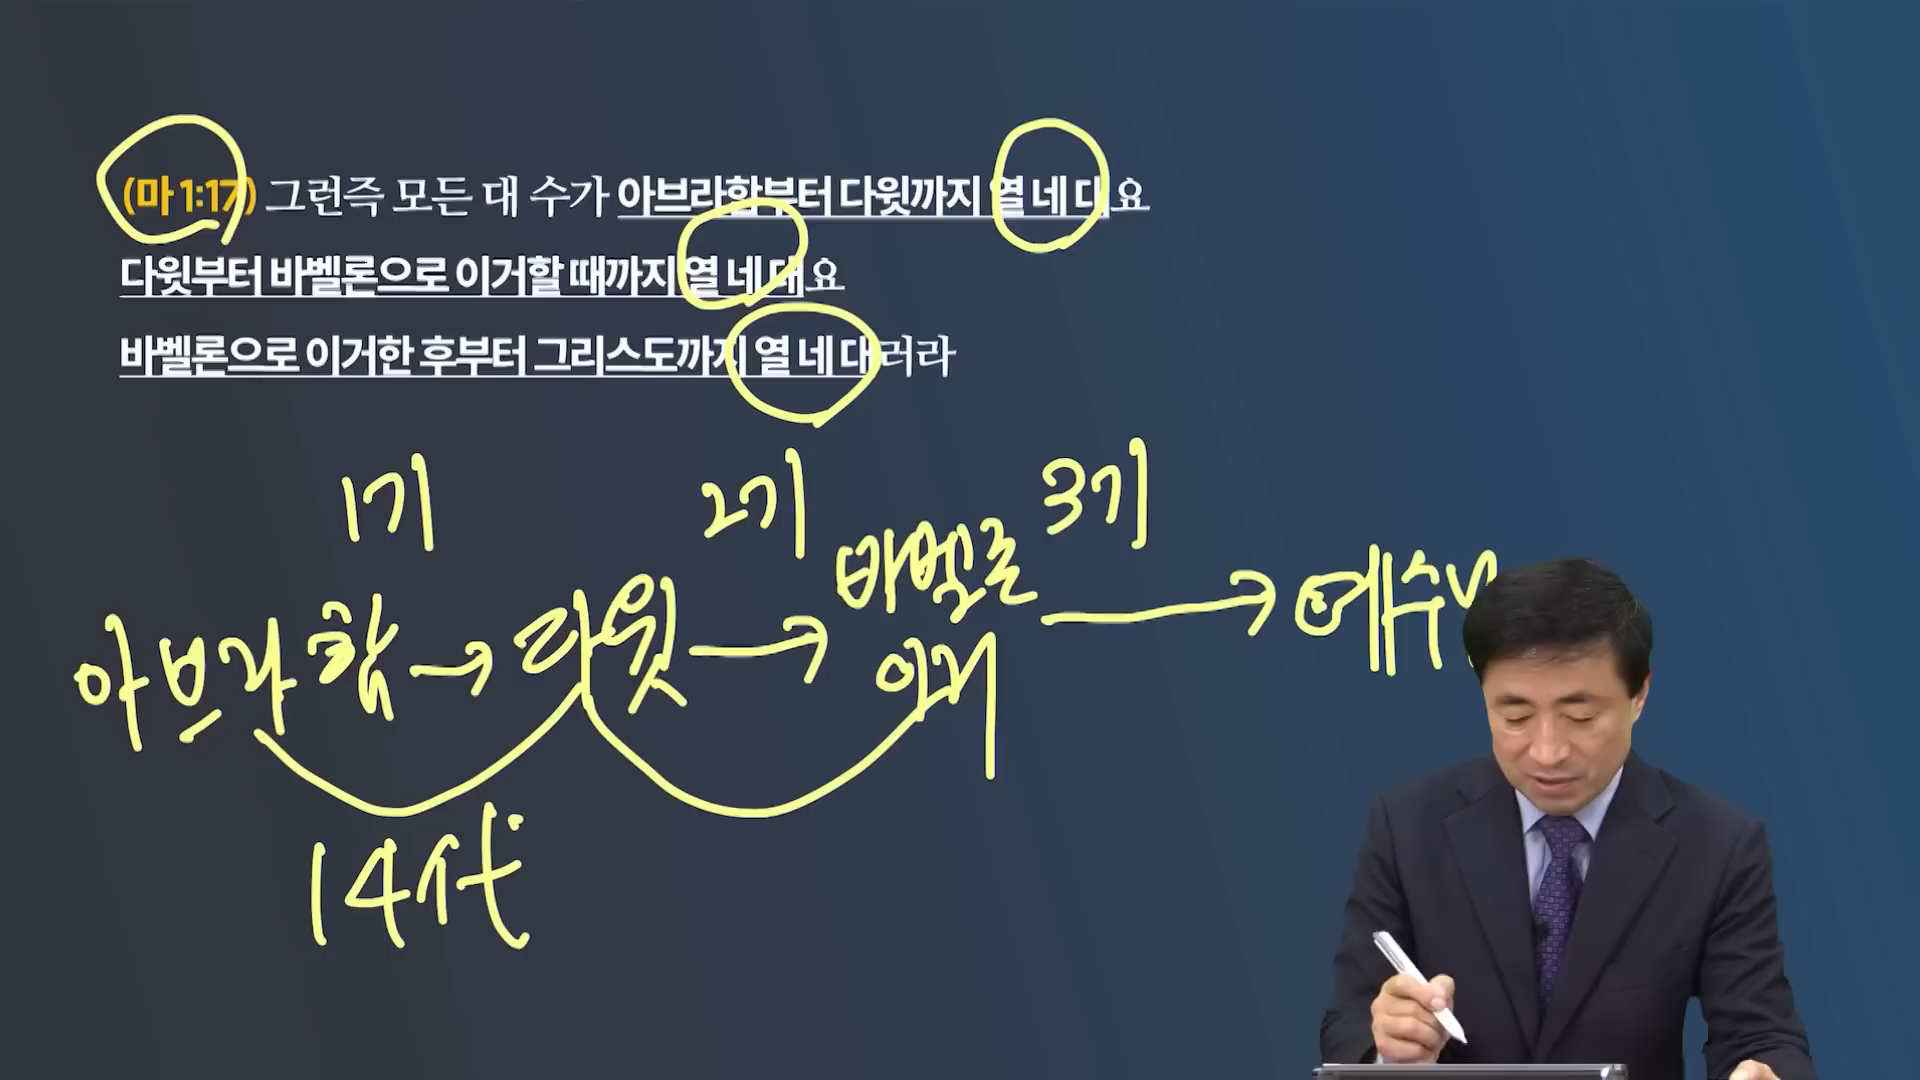 (마 1:17) 그런즉 모든 대 수가 아브라함부터 다윗까지 열 네 대요
다윗부터 바벨론으로 이거할 때까지 열 네 대요
바벨론으로 이거한 후부터 그리스도까지 열 네 대러라
1기 2기 3기
아브라함 → 다윗 → 바벨론 이거 → 예수
14代